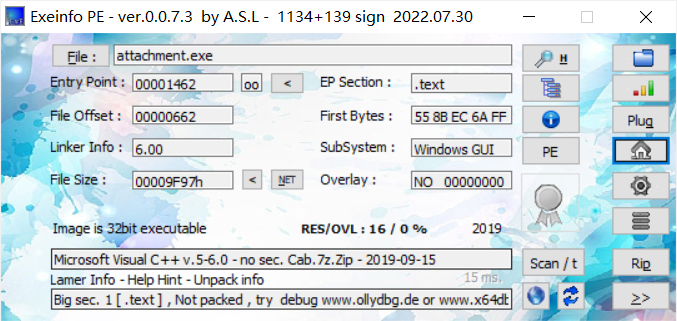 Exeinfo PE - ver.0.0.7.3 by A.S.L - 1134+139 sign 2022.07.30
File : attachment.exe H
Entry Point : 00001462 oo < EP Section : .text
File Offset : 00000662 First Bytes : 55 8B EC 6A FF Plug
Linker Info : 6.00 SubSystem : Windows GUI PE
File Size : 00009F97h < NET Overlay : NO 00000000
Image is 32bit executable RES/OVL : 16 / 0 % 2019
Microsoft Visual C++ v.5-6.0 - no sec. Cab.7z.Zip - 2019-09-15 Scan / t Rip
Lamer Info - Help Hint - Unpack info 15 ms.
Big sec. 1 [ .text ] , Not packed , try debug www.ollydbg.de or www.x64db >>